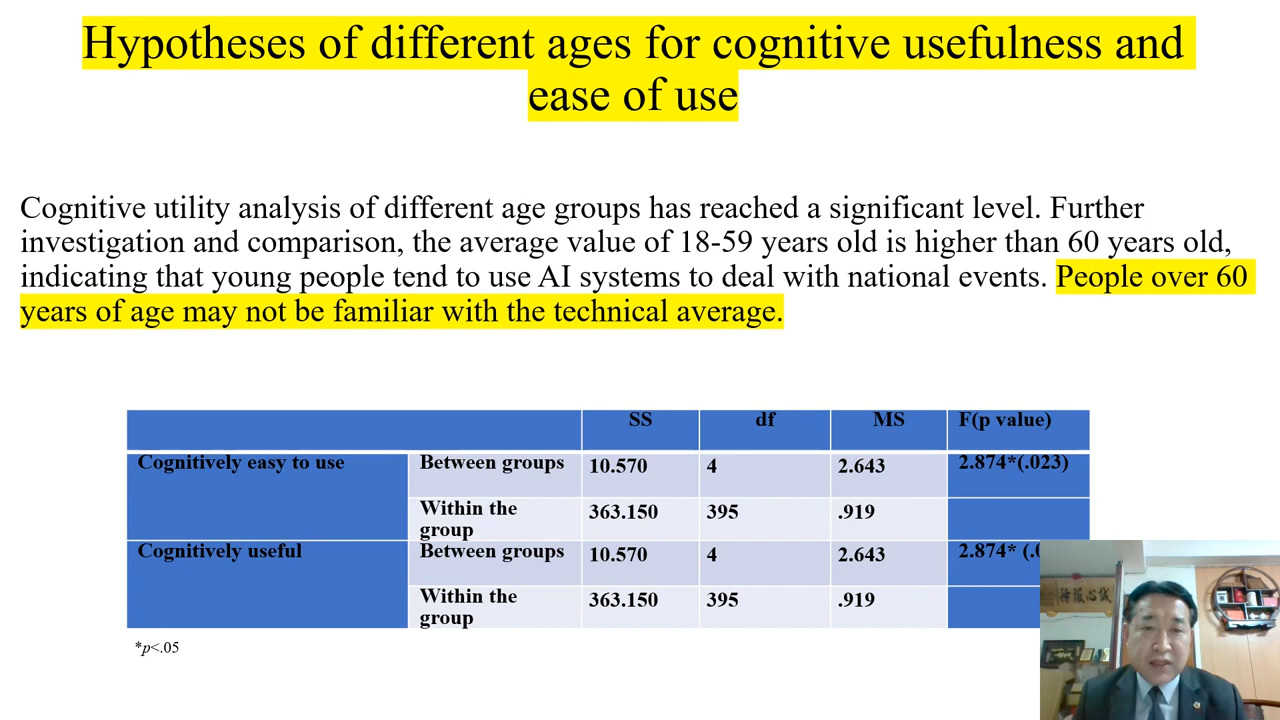 Hypotheses of different ages for cognitive usefulness and
ease of use
Cognitive utility analysis of different age groups has reached a significant level. Further
investigation and comparison, the average value of 18-59 years old is higher than 60 years old,
indicating that young people tend to use AI systems to deal with national events. People over 60
years of age may not be familiar with the technical average.
SS df MS F(p value)
Cognitively easy to use Between groups 10.570 4 2.643 2.874*(.023)
Within the
group 363.150 395 .919
Cognitively useful Between groups 10.570 4 2.643 2.874*
Within the
group 363.150 395 .919
*p<.05